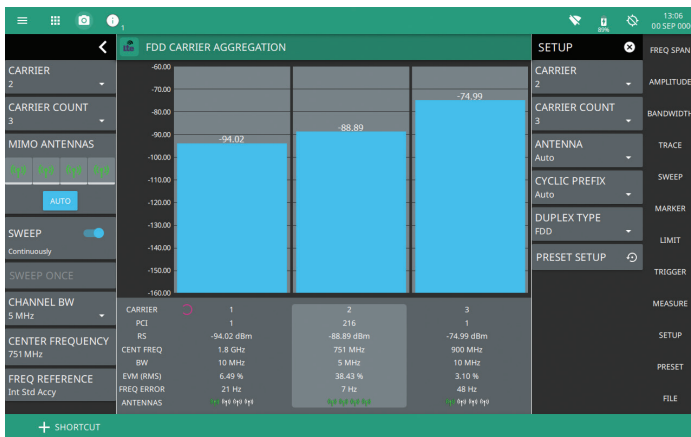 1
89%
13:06
00 SEP 000
CARRIER
2
CARRIER COUNT
3
MIMO ANTENNAS
AUTO
SWEEP
Continuously
SWEEP ONCE
CHANNEL BW
5 MHz
CENTER FREQUENCY
751 MHz
FREQ REFERENCE
Int Std Accy
SHORTCUT
lte FDD CARRIER AGGREGATION
-60.00
-70.00
-80.00
-90.00
-100.00
-110.00
-120.00
-130.00
-140.00
-150.00
-160.00
-94.02
-88.89
-74.99
CARRIER 1 2 3
PCI 1 216 1
RS -94.02 dBm -88.89 dBm -74.99 dBm
CENT FREQ 1.8 GHz 751 MHz 900 MHz
BW 10 MHz 5 MHz 10 MHz
EVM (RMS) 6.49 % 38.43 % 3.10 %
FREQ ERROR 21 Hz 7 Hz 48 Hz
ANTENNAS
SETUP
CARRIER
2
CARRIER COUNT
3
ANTENNA
Auto
CYCLIC PREFIX
Auto
DUPLEX TYPE
FDD
PRESET SETUP
FREQ SPAN
AMPLITUDE
BANDWIDTH
TRACE
SWEEP
MARKER
LIMIT
TRIGGER
MEASURE
SETUP
PRESET
FILE